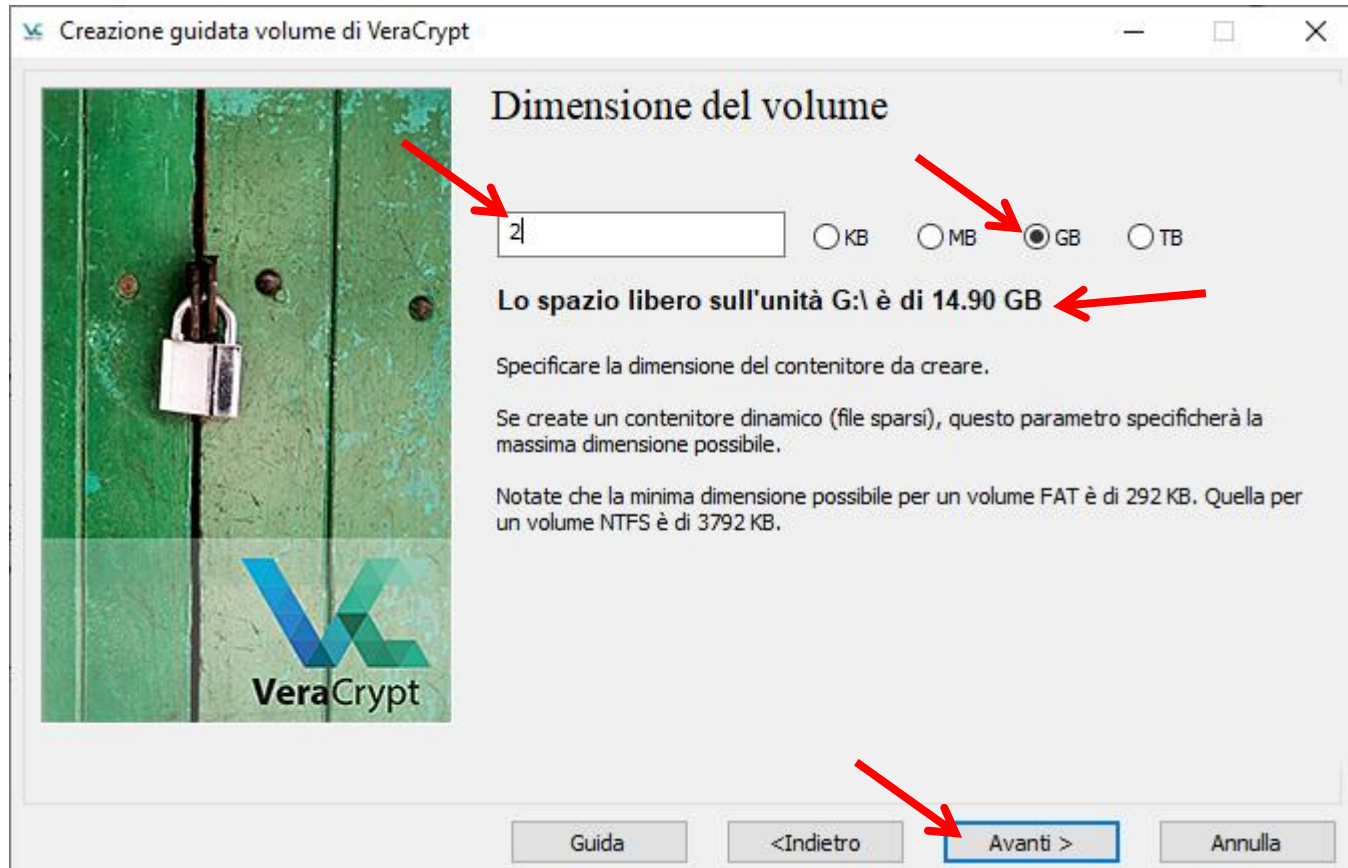 Creazione guidata volume di VeraCrypt
Dimensione del volume
2
KB MB GB TB
Lo spazio libero sull'unità G:\ è di 14.90 GB
Specificare la dimensione del contenitore da creare.
Se create un contenitore dinamico (file sparsi), questo parametro specificherà la
massima dimensione possibile.
Notate che la minima dimensione possibile per un volume FAT è di 292 KB. Quella per
un volume NTFS è di 3792 KB.
VeraCrypt
Guida <Indietro Avanti > Annulla